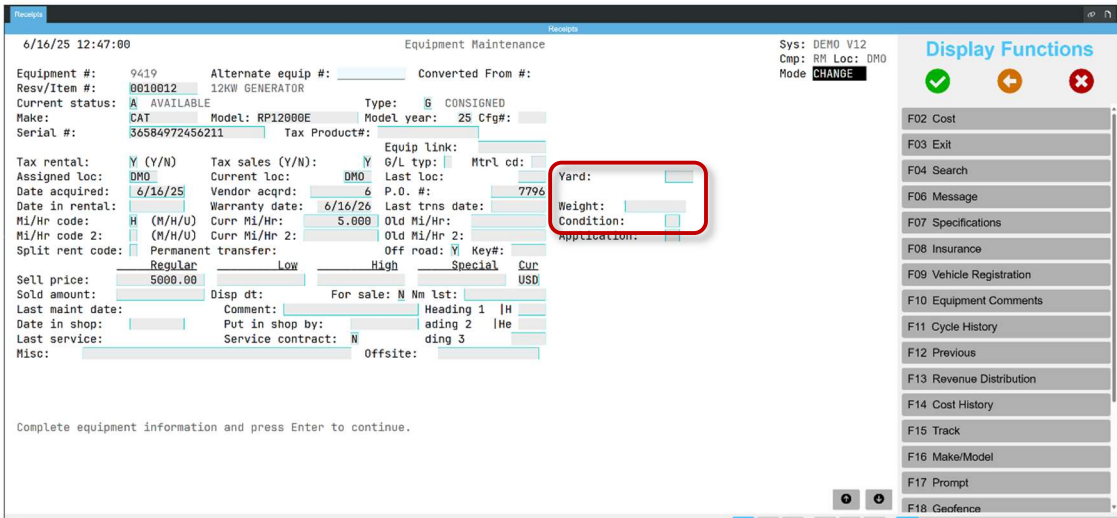 Receipts
Receipts
6/16/25 12:47:00 Equipment Maintenance Sys: DEMO V12
Cmp: RM Loc: DMO
Mode CHANGE
Equipment #: 9419 Alternate equip #: Converted From #:
Resv/Item #: 0010012 12KW GENERATOR
Current status: A AVAILABLE Type: G CONSIGNED
Make: CAT Model: RP12000E Model year: 25 Cfg#:
Serial #: 36584972456211 Tax Product#:
Equip link:
Tax rental: Y (Y/N) Tax sales (Y/N): Y G/L typ: Mtrl cd:
Assigned loc: DMO Current loc: DMO Last loc: Yard:
Date acquired: 6/16/25 Vendor acqrd: 6 P.O. #: 7796
Date in rental: Warranty date: 6/16/26 Last trns date: Weight:
Mi/Hr code: H (M/H/U) Curr Mi/Hr: 5.000 Old Mi/Hr: Condition:
Mi/Hr code 2: (M/H/U) Curr Mi/Hr 2: Old Mi/Hr 2: Application:
Split rent code: Permanent transfer: Off road: Y Key#:
Regular Low High Special Cur
Sell price: 5000.00 USD
Sold amount: Disp dt: For sale: N Nm lst:
Last maint date: Comment: Heading 1 |H
Date in shop: Put in shop by: ading 2 |He
Last service: Service contract: N ding 3
Misc: Offsite:
Complete equipment information and press Enter to continue.
Display Functions
F02 Cost
F03 Exit
F04 Search
F06 Message
F07 Specifications
F08 Insurance
F09 Vehicle Registration
F10 Equipment Comments
F11 Cycle History
F12 Previous
F13 Revenue Distribution
F14 Cost History
F15 Track
F16 Make/Model
F17 Prompt
F18 Geofence